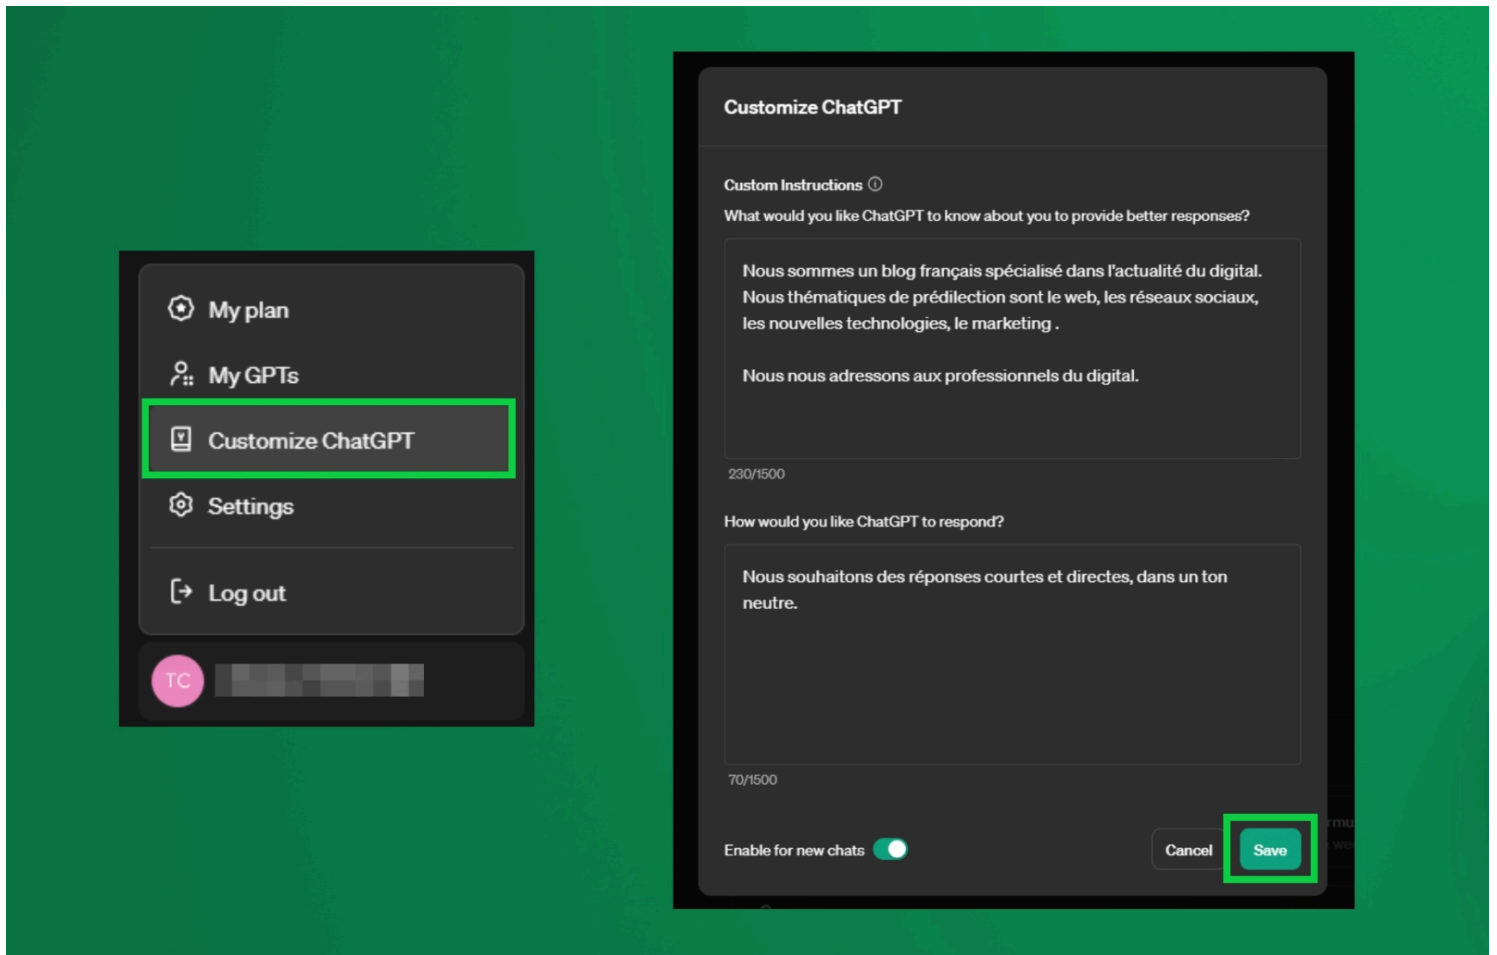 My plan
My GPTs
Customize ChatGPT
Settings
Log out
TC
Customize ChatGPT
Custom Instructions
What would you like ChatGPT to know about you to provide better responses?
Nous sommes un blog français spécialisé dans l'actualité du digital.
Nous thématiques de prédilection sont le web, les réseaux sociaux,
les nouvelles technologies, le marketing .
Nous nous adressons aux professionnels du digital.
230/1500
How would you like ChatGPT to respond?
Nous souhaitons des réponses courtes et directes, dans un ton
neutre.
70/1500
Enable for new chats
Cancel
Save